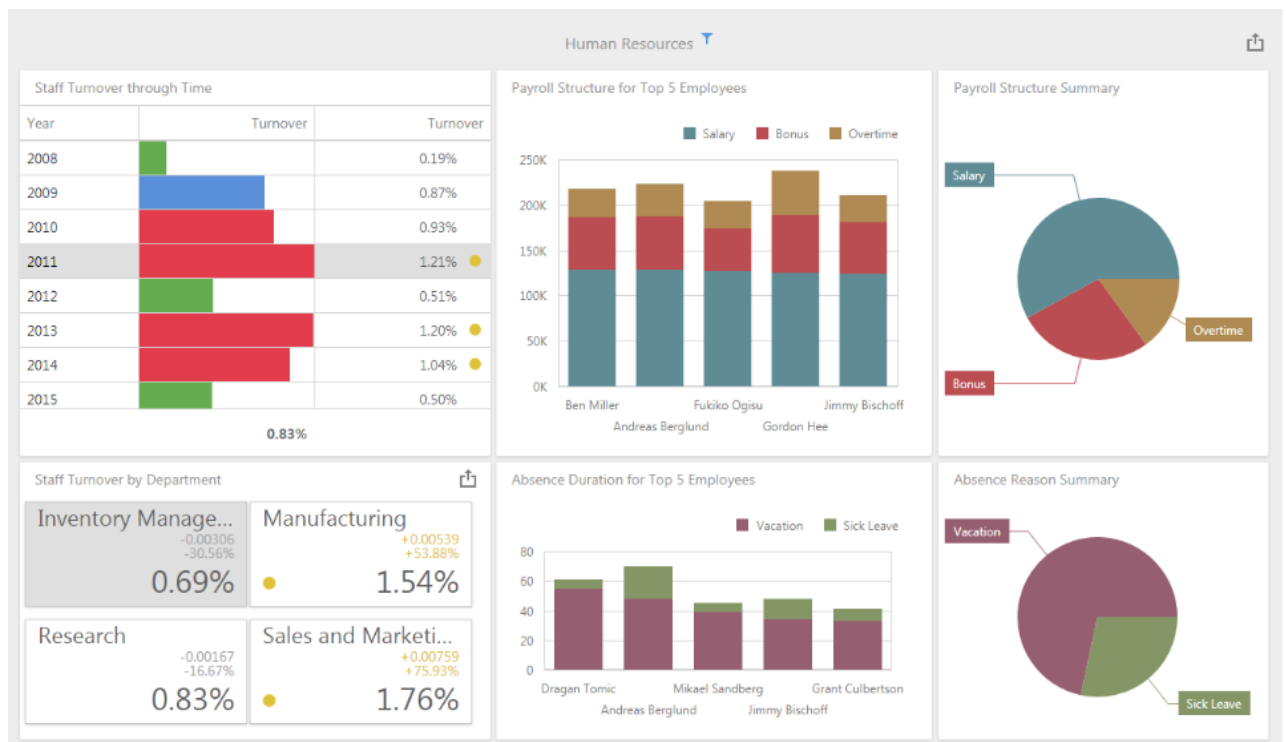 Human Resources
Staff Turnover through Time
Year Turnover Turnover
2008 0.19%
2009 0.87%
2010 0.93%
2011 1.21%
2012 0.51%
2013 1.20%
2014 1.04%
2015 0.50%
0.83%
Payroll Structure for Top 5 Employees
Salary Bonus Overtime
250K
200K
150K
100K
50K
0K
Ben Miller Fukiko Ogisu Jimmy Bischoff
Andreas Berglund Gordon Hee
Payroll Structure Summary
Salary
Overtime
Bonus
Staff Turnover by Department
Inventory Manage...
-0.00306
-30.56%
0.69%
Manufacturing
+0.00539
+53.88%
1.54%
Research
-0.00167
-16.67%
0.83%
Sales and Marketi...
+0.00759
+75.93%
1.76%
Absence Duration for Top 5 Employees
Vacation Sick Leave
80
60
40
20
0
Dragan Tomic Mikael Sandberg Grant Culbertson
Andreas Berglund Jimmy Bischoff
Absence Reason Summary
Vacation
Sick Leave